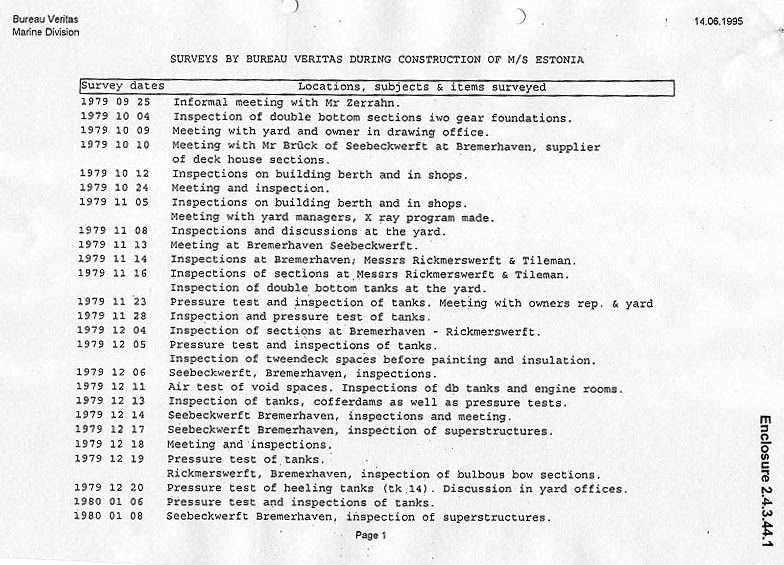 Bureau Veritas
Marine Division
14.06.1995
SURVEYS BY BUREAU VERITAS DURING CONSTRUCTION OF M/S ESTONIA
Survey dates Locations, subjects & items surveyed
1979 09 25 Informal meeting with Mr Zerrahn.
1979 10 04 Inspection of double bottom sections iwo gear foundations.
1979 10 09 Meeting with yard and owner in drawing office.
1979 10 10 Meeting with Mr Brück of Seebeckwerft at Bremerhaven, supplier
of deck house sections.
1979 10 12 Inspections on building berth and in shops.
1979 10 24 Meeting and inspection.
1979 11 05 Inspections on building berth and in shops.
Meeting with yard managers, X ray program made.
1979 11 08 Inspections and discussions at the yard.
1979 11 13 Meeting at Bremerhaven Seebeckwerft.
1979 11 14 Inspections at Bremerhaven; Messrs Rickmerswerft & Tileman.
1979 11 16 Inspections of sections at Messrs Rickmerswerft & Tileman.
Inspection of double bottom tanks at the yard.
1979 11 23 Pressure test and inspection of tanks. Meeting with owners rep. & yard
1979 11 28 Inspection and pressure test of tanks.
1979 12 04 Inspection of sections at Bremerhaven - Rickmerswerft.
1979 12 05 Pressure test and inspections of tanks.
Inspection of tweendeck spaces before painting and insulation.
1979 12 06 Seebeckwerft, Bremerhaven, inspections.
1979 12 11 Air test of void spaces. Inspections of db tanks and engine rooms.
1979 12 13 Inspection of tanks, cofferdams as well as pressure tests.
1979 12 14 Seebeckwerft Bremerhaven, inspections and meeting.
1979 12 17 Seebeckwerft Bremerhaven, inspection of superstructures.
1979 12 18 Meeting and inspections.
1979 12 19 Pressure test of tanks.
Rickmerswerft, Bremerhaven, inspection of bulbous bow sections.
1979 12 20 Pressure test of heeling tanks (tk 14). Discussion in yard offices.
1980 01 06 Pressure test and inspections of tanks.
1980 01 08 Seebeckwerft Bremerhaven, inspection of superstructures.
Page 1
Enclosure 2.4.3.44.1